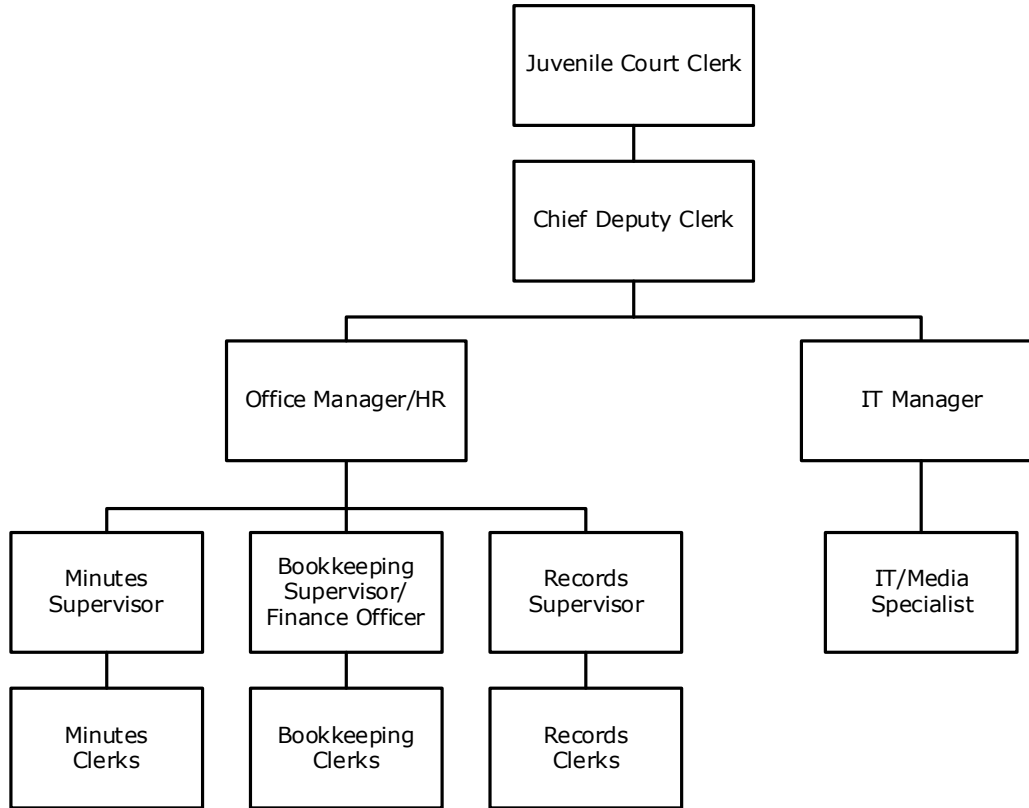 Juvenile Court Clerk
Chief Deputy Clerk
Office Manager/HR
IT Manager
Minutes
Supervisor
Bookkeeping
Supervisor/
Finance Officer
Records
Supervisor
IT/Media
Specialist
Minutes
Clerks
Bookkeeping
Clerks
Records
Clerks